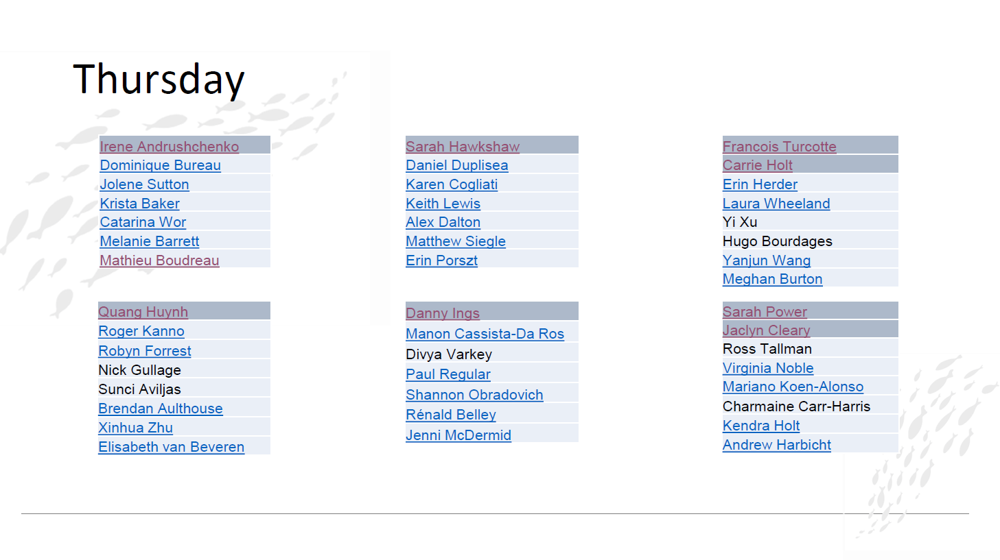 Thursday
Irene Andrushchenko
Dominique Bureau
Jolene Sutton
Krista Baker
Catarina Wor
Melanie Barrett
Mathieu Boudreau
Sarah Hawkshaw
Daniel Duplisea
Karen Cogliati
Keith Lewis
Alex Dalton
Matthew Siegle
Erin Porszt
Francois Turcotte
Carrie Holt
Erin Herder
Laura Wheeland
Yi Xu
Hugo Bourdages
Yanjun Wang
Meghan Burton
Quang Huynh
Roger Kanno
Robyn Forrest
Nick Gullage
Sunci Aviljas
Brendan Aulthouse
Xinhua Zhu
Elisabeth van Beveren
Danny Ings
Manon Cassista-Da Ros
Divya Varkey
Paul Regular
Shannon Obradovich
Rénald Belley
Jenni McDermid
Sarah Power
Jaclyn Cleary
Ross Tallman
Virginia Noble
Mariano Koen-Alonso
Charmaine Carr-Harris
Kendra Holt
Andrew Harbicht